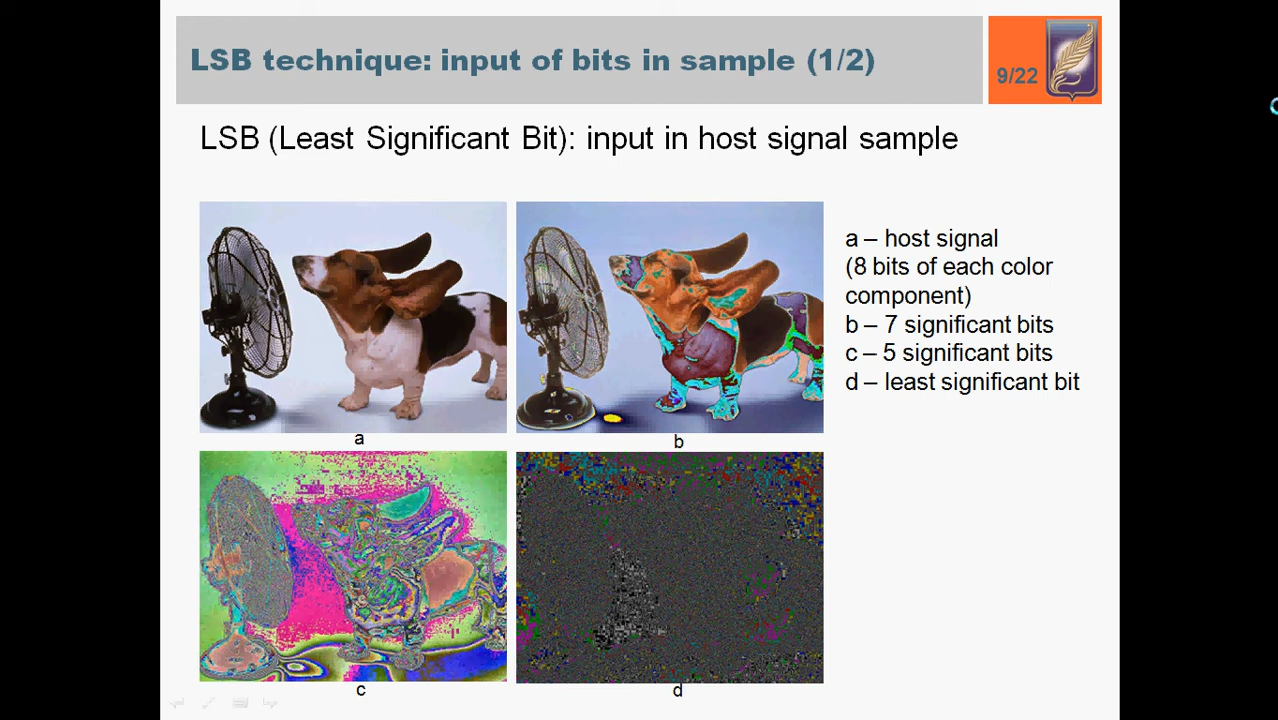 LSB technique: input of bits in sample (1/2)
9/22
LSB (Least Significant Bit): input in host signal sample
a – host signal
(8 bits of each color
component)
b – 7 significant bits
c – 5 significant bits
d – least significant bit
a
b
c
d